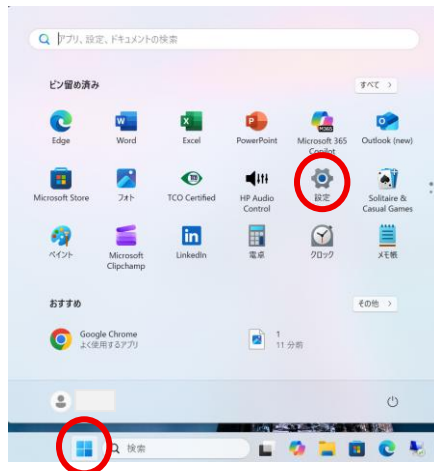 アプリ、設定、ドキュメントの検索
ピン留め済み
すべて >
Edge
Word
Excel
PowerPoint
Microsoft 365 Copilot
Outlook (new)
Microsoft Store
フォト
TCO Certified
HP Audio Control
設定
Solitaire & Casual Games
ペイント
Microsoft Clipchamp
LinkedIn
電卓
クロック
メモ帳
おすすめ
その他 >
Google Chrome
よく使用するアプリ
1
11 分前
検索